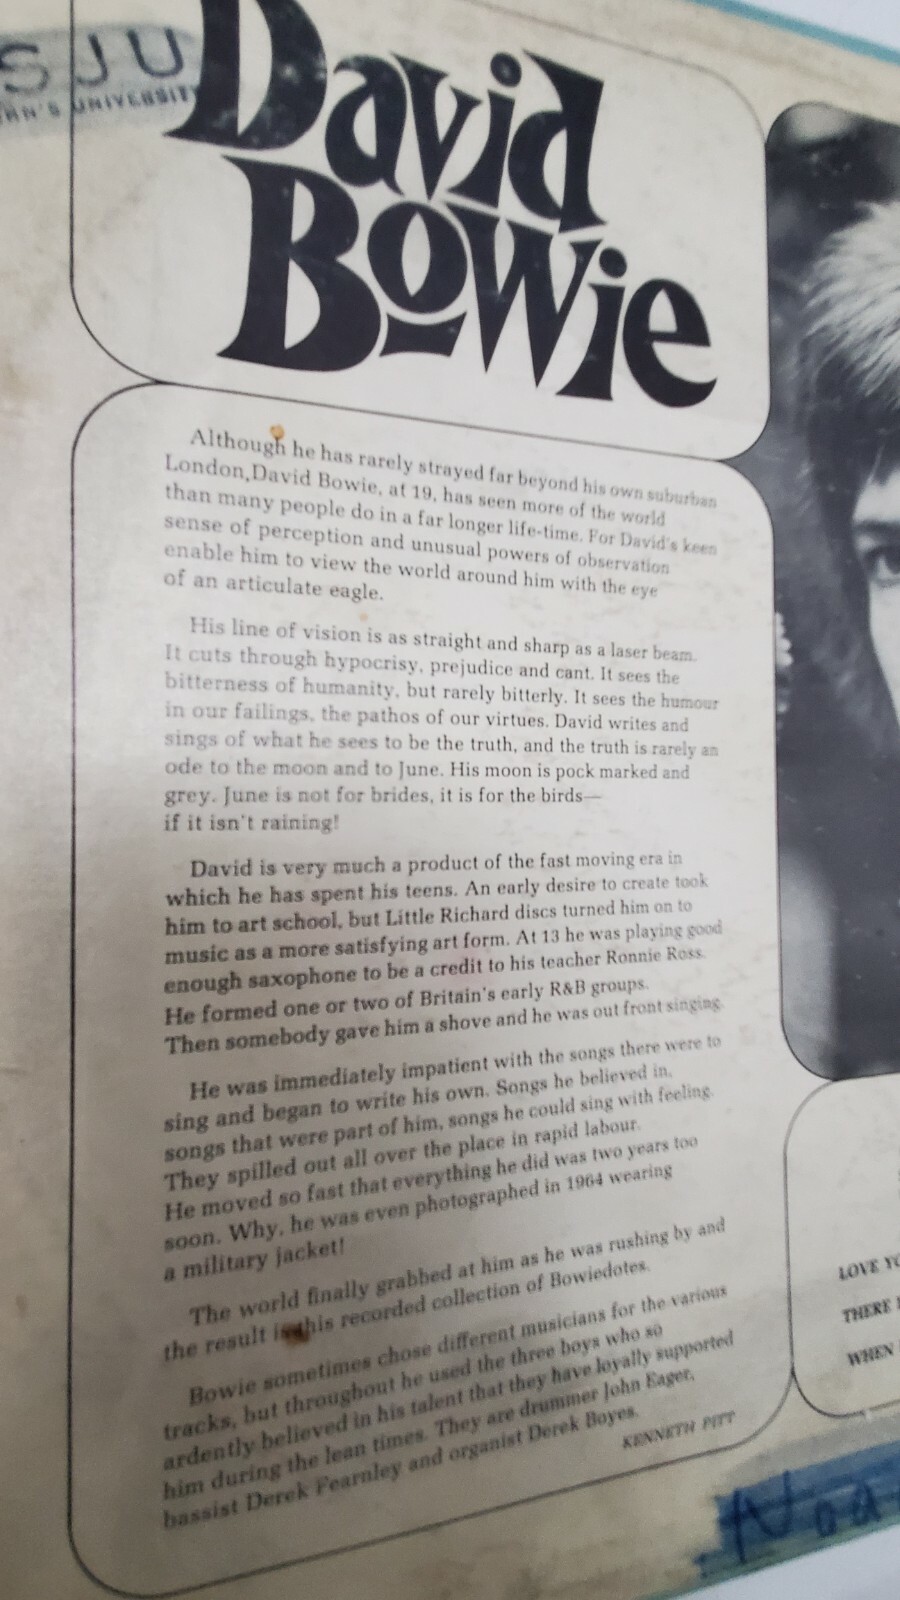 SJU
HN'S UNIVERSITY
David
Bowie
Although he has rarely strayed far beyond his own suburban
London,David Bowie, at 19, has seen more of the world
than many people do in a far longer life-time. For David's keen
sense of perception and unusual powers of observation
enable him to view the world around him with the eye
of an articulate eagle.
His line of vision is as straight and sharp as a laser beam.
It cuts through hypocrisy, prejudice and cant. It sees the
bitterness of humanity, but rarely bitterly. It sees the humour
in our failings, the pathos of our virtues. David writes and
sings of what he sees to be the truth, and the truth is rarely an
ode to the moon and to June. His moon is pock marked and
grey. June is not for brides, it is for the birds—
if it isn't raining!
David is very much a product of the fast moving era in
which he has spent his teens. An early desire to create took
him to art school, but Little Richard discs turned him on to
music as a more satisfying art form. At 13 he was playing good
enough saxophone to be a credit to his teacher Ronnie Ross.
He formed one or two of Britain's early R&B groups.
Then somebody gave him a shove and he was out front singing.
He was immediately impatient with the songs there were to
sing and began to write his own. Songs he believed in,
songs that were part of him, songs he could sing with feeling.
They spilled out all over the place in rapid labour.
He moved so fast that everything he did was two years too
soon. Why, he was even photographed in 1964 wearing
a military jacket!
The world finally grabbed at him as he was rushing by and
the result is this recorded collection of Bowiedotes.
Bowie sometimes chose different musicians for the various
tracks, but throughout he used the three boys who so
ardently believed in his talent that they have loyally supported
him during the lean times. They are drummer John Eager,
bassist Derek Fearnley and organist Derek Boyes.
KENNETH PITT
LOVE YO
THERE
WHEN